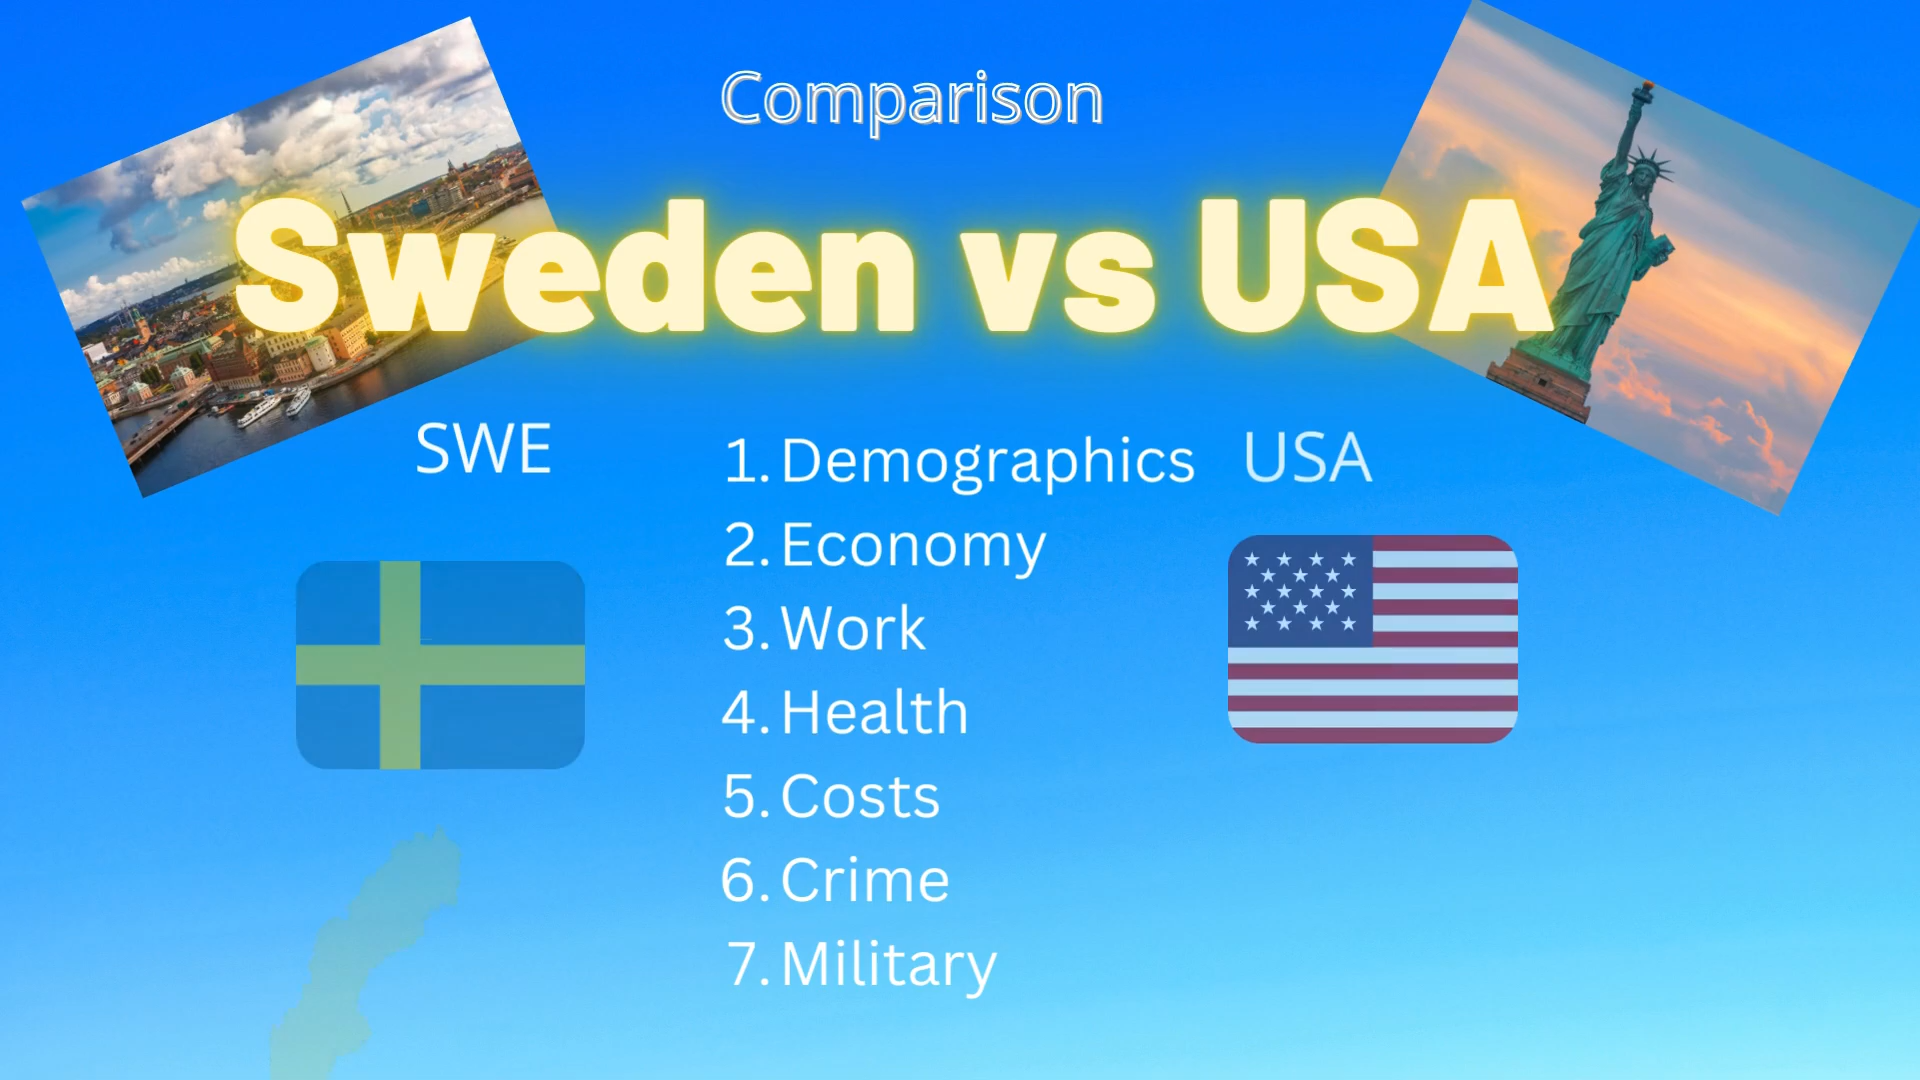 Comparison
Sweden vs USA
SWE
1. Demographics
2. Economy
3. Work
4. Health
5. Costs
6. Crime
7. Military
USA